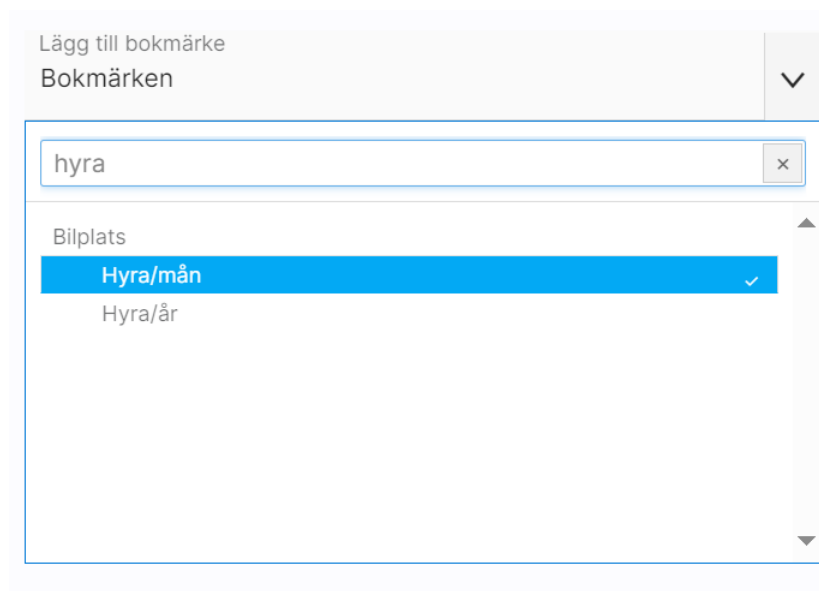 Lägg till bokmärke
Bokmärken
hyra
Bilplats
Hyra/mån
Hyra/år